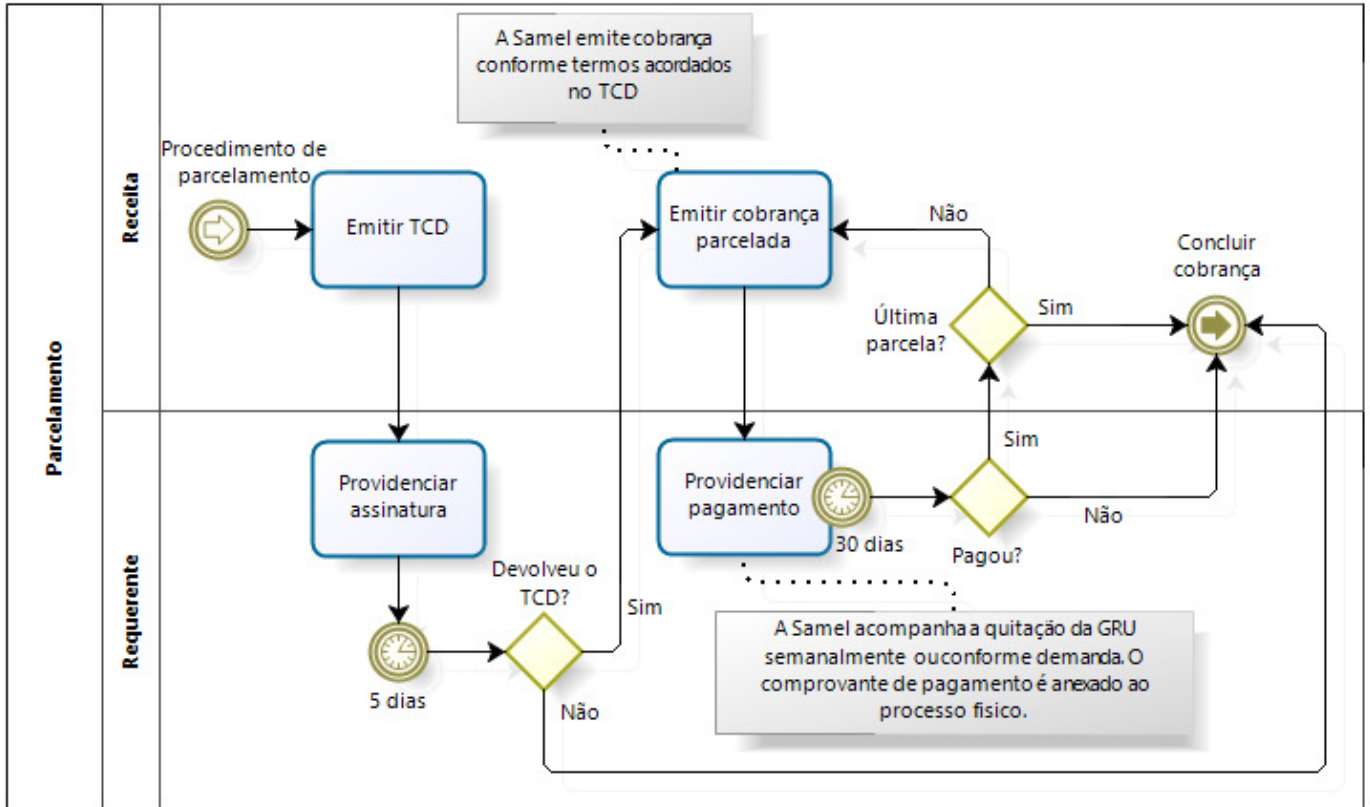 A Samel emite cobrança
conforme termos acordados
no TCD
Procedimento de
parcelamento
Emitir TCD
Emitir cobrança
parcelada
Não
Concluir
cobrança
Última
parcela?
Sim
Receita
Parcelamento
Requerente
Providenciar
assinatura
5 dias
Devolveu o
TCD?
Sim
Não
Providenciar
pagamento
30 dias
Sim
Não
Pagou?
A Samel acompanha a quitação da GRU
semanalmente ou conforme demanda. O
comprovante de pagamento é anexado ao
processo fisico.